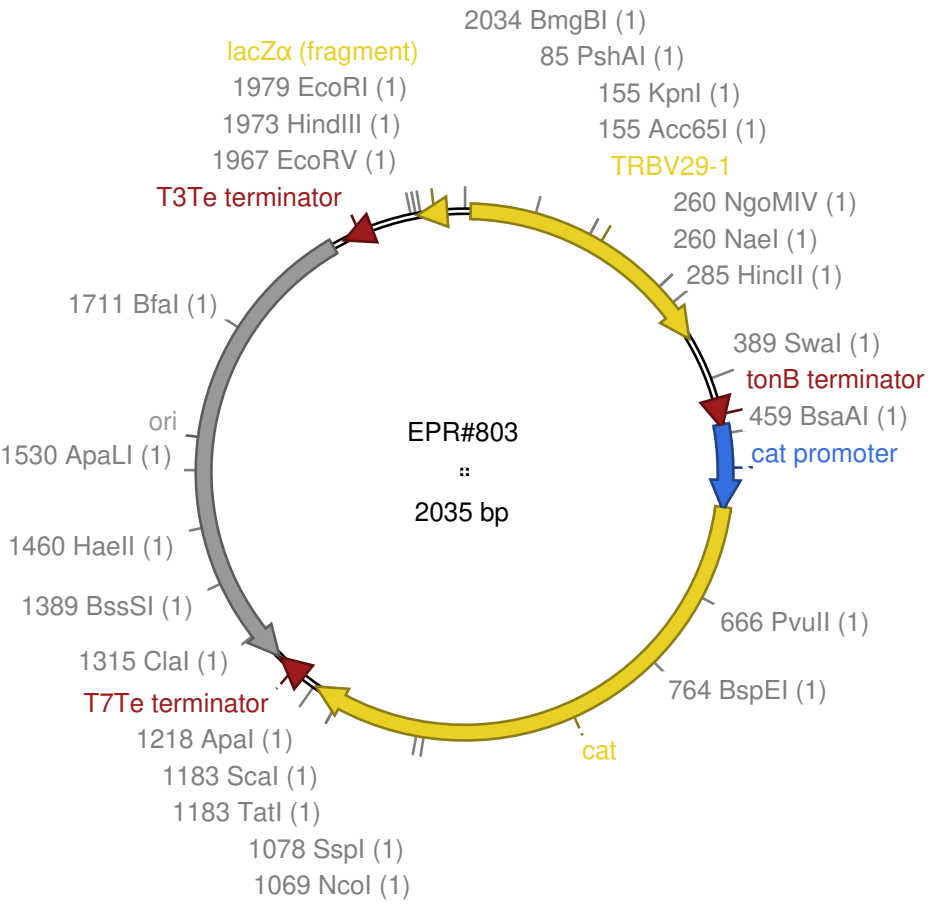 2034 BmgBI (1)
85 PshAI (1)
155 KpnI (1)
155 Acc65I (1)
TRBV29-1
260 NgoMIV (1)
260 NaeI (1)
285 HincII (1)
389 SwaI (1)
tonB terminator
459 BsaAI (1)
cat promoter
666 PvuII (1)
764 BspEI (1)
cat
1069 NcoI (1)
1078 SspI (1)
1183 TatI (1)
1183 ScaI (1)
1218 ApaI (1)
T7Te terminator
1315 ClaI (1)
1389 BssSI (1)
1460 HaeII (1)
1530 ApaLI (1)
ori
1711 BfaI (1)
T3Te terminator
1967 EcoRV (1)
1973 HindIII (1)
1979 EcoRI (1)
lacZα (fragment)
EPR#803
2035 bp